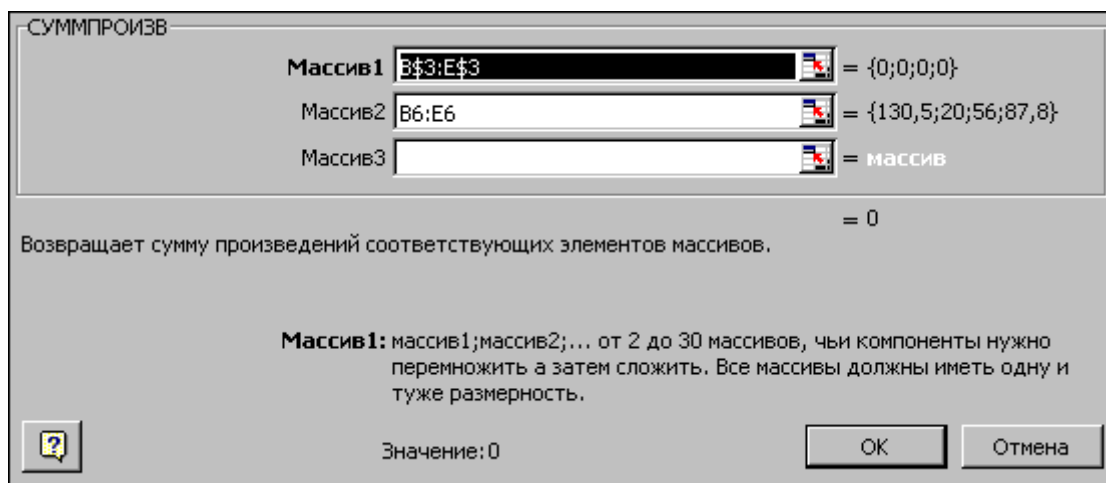 СУММПРОИЗВ
Массив1 B$3:E$3 = {0;0;0;0}
Массив2 B6:E6 = {130,5;20;56;87,8}
Массив3 = массив
= 0
Возвращает сумму произведений соответствующих элементов массивов.
Массив1: массив1;массив2;... от 2 до 30 массивов, чьи компоненты нужно
перемножить а затем сложить. Все массивы должны иметь одну и
туже размерность.
? Значение:0 OK Отмена